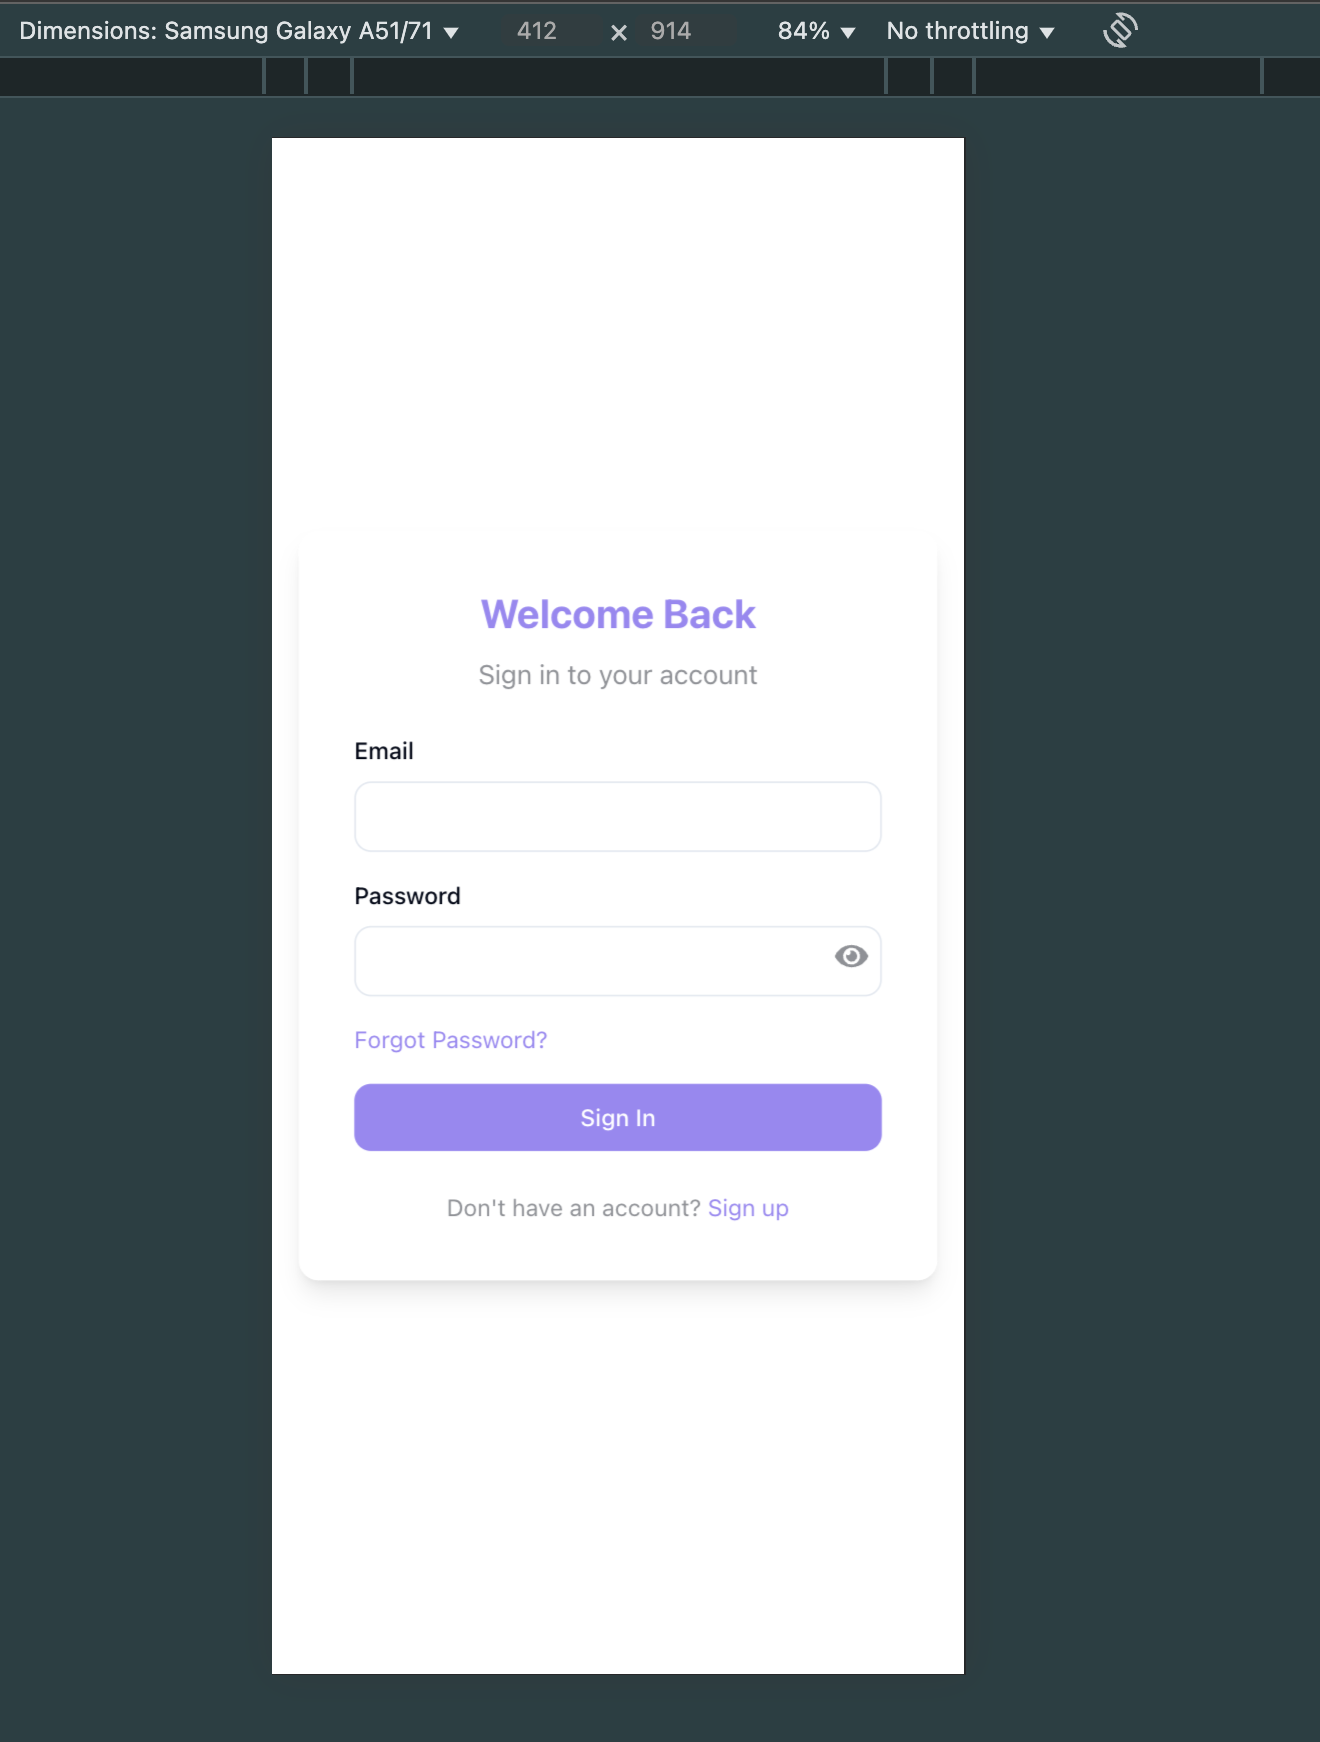 Dimensions: Samsung Galaxy A51/71 ▼ 412 × 914 84% ▼ No throttling ▼
Welcome Back
Sign in to your account
Email
Password
Forgot Password?
Sign In
Don't have an account? Sign up